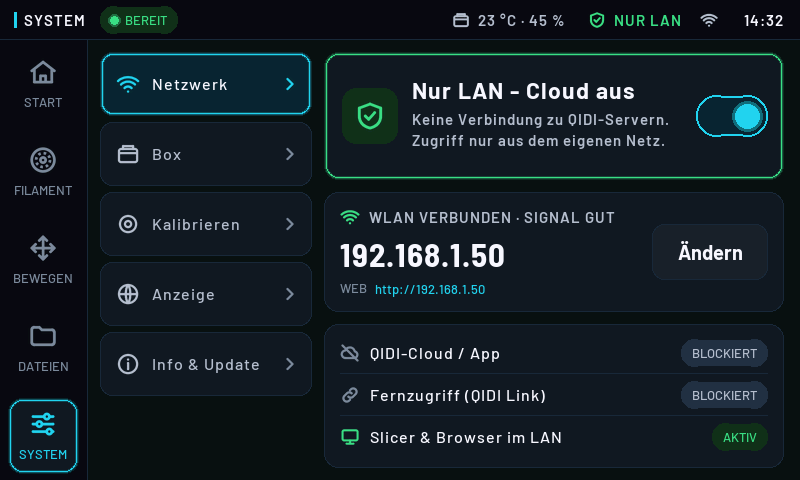 SYSTEM
BEREIT
23 °C · 45 %
NUR LAN
14:32
START
FILAMENT
BEWEGEN
DATEIEN
SYSTEM
Netzwerk
Box
Kalibrieren
Anzeige
Info & Update
Nur LAN - Cloud aus
Keine Verbindung zu QIDI-Servern.
Zugriff nur aus dem eigenen Netz.
WLAN VERBUNDEN · SIGNAL GUT
192.168.1.50
WEB http://192.168.1.50
Ändern
QIDI-Cloud / App
BLOCKIERT
Fernzugriff (QIDI Link)
BLOCKIERT
Slicer & Browser im LAN
AKTIV